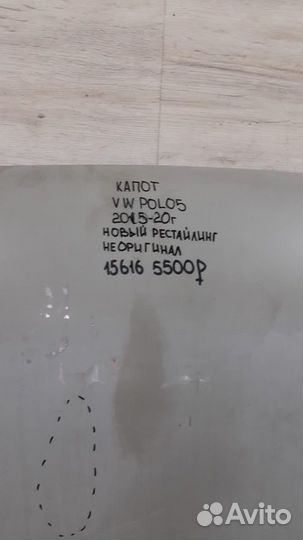 КАПОТ
VW POLO5
2015-20г
НОВЫЙ РЕСТАЙЛИНГ
НЕОРИГИНАЛ
15616 5500₽
Avito